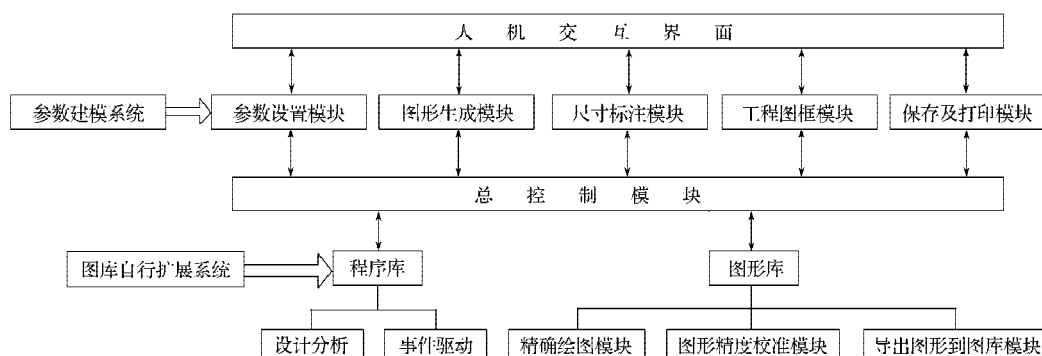 人机交互界面
参数建模系统
参数设置模块
图形生成模块
尺寸标注模块
工程图框模块
保存及打印模块
总控制模块
图库自行扩展系统
程序库
图形库
设计分析
事件驱动
精确绘图模块
图形精度校准模块
导出图形到图库模块